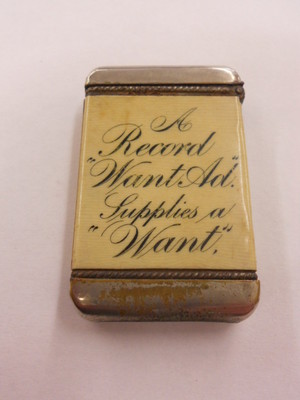 A
Record
"Want Ad".
Supplies a
"Want."